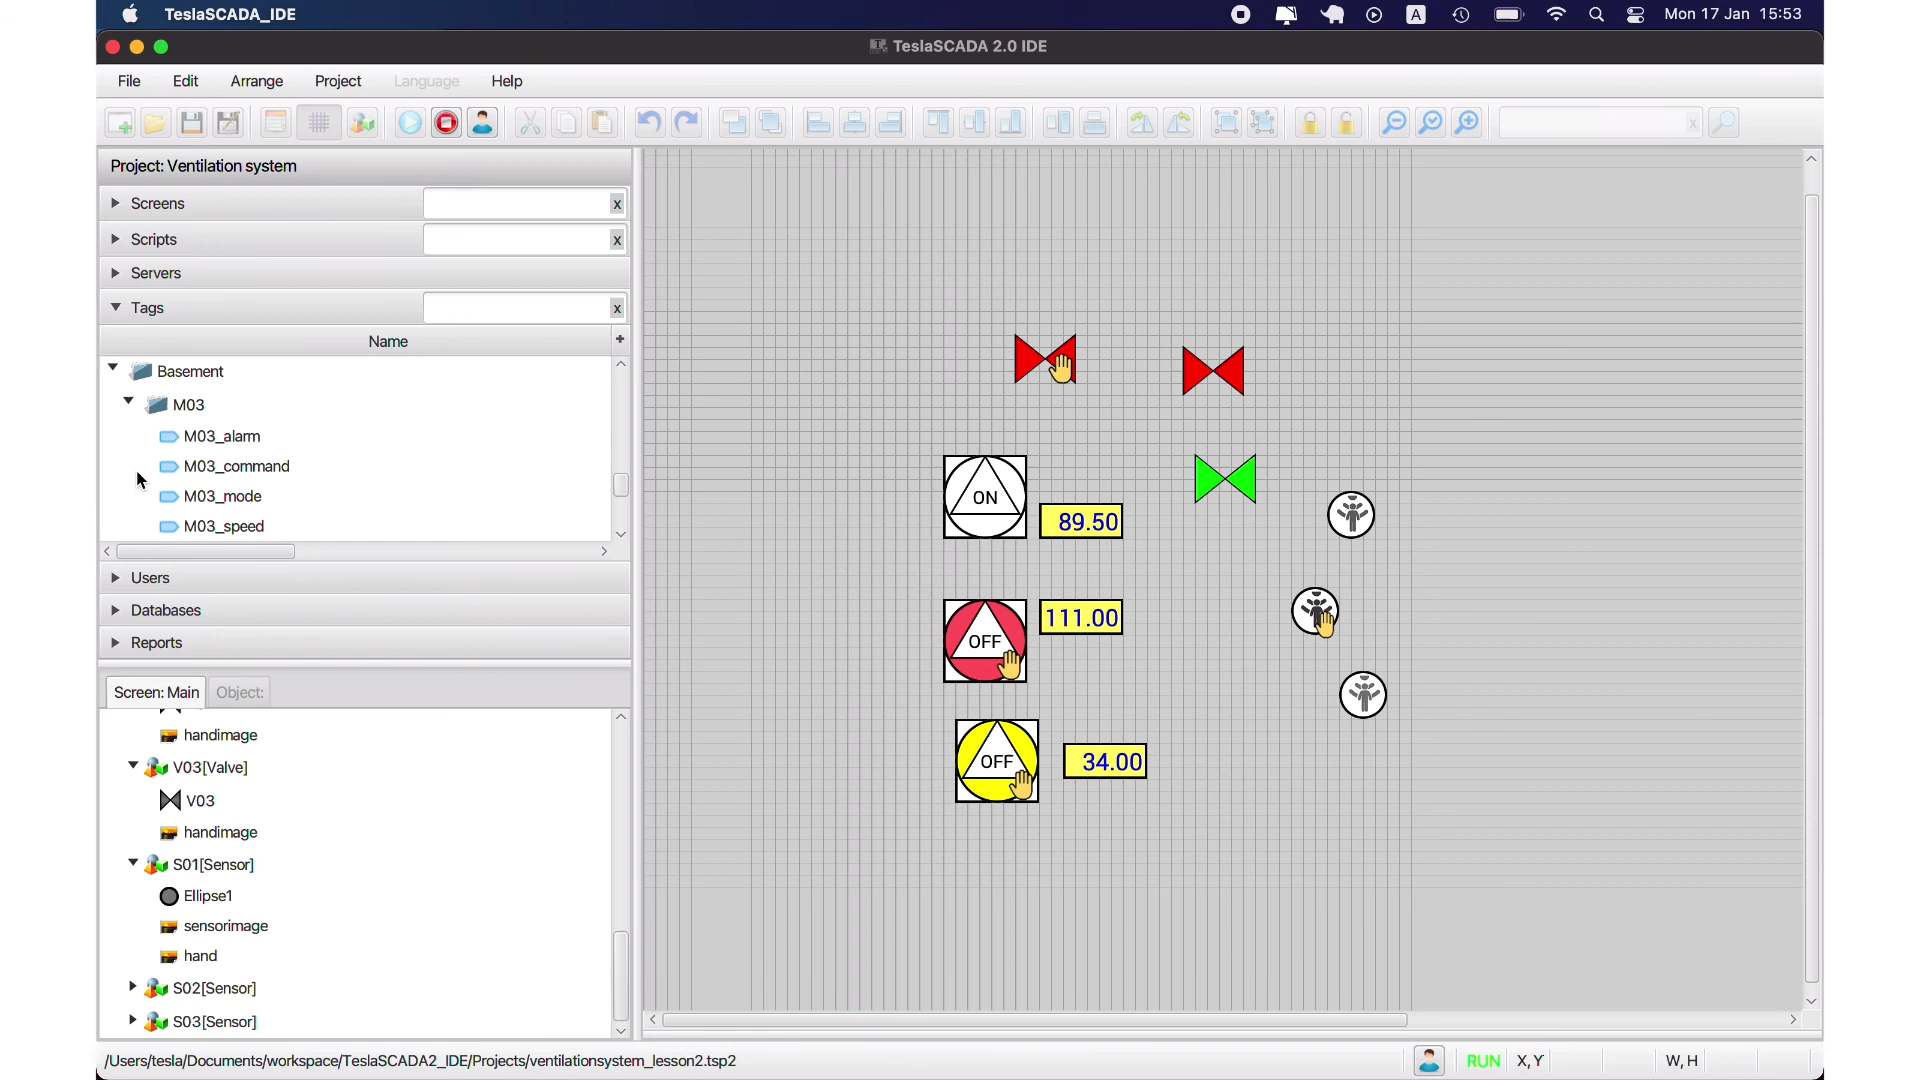 TeslaSCADA_IDE
A
Mon 17 Jan 15:53
TeslaSCADA 2.0 IDE
File Edit Arrange Project Language Help
x
Project: Ventilation system
Screens x
Scripts x
Servers
Tags x
Name +
Basement
M03
M03_alarm
M03_command
M03_mode
M03_speed
Users
Databases
Reports
Screen: Main Object:
handimage
V03[Valve]
V03
handimage
S01[Sensor]
Ellipse1
sensorimage
hand
S02[Sensor]
S03[Sensor]
ON
89.50
OFF
111.00
OFF
34.00
/Users/tesla/Documents/workspace/TeslaSCADA2_IDE/Projects/ventilationsystem_lesson2.tsp2
RUN X,Y W,H